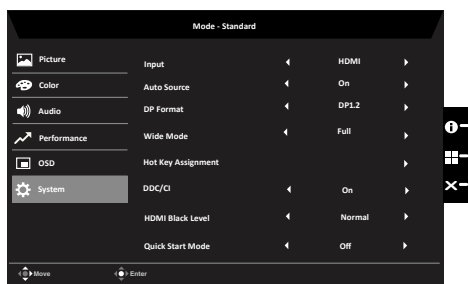 Mode - Standard
Picture
Color
Audio
Performance
OSD
System
Input HDMI
Auto Source On
DP Format DP1.2
Wide Mode Full
Hot Key Assignment
DDC/CI On
HDMI Black Level Normal
Quick Start Mode Off
Move Enter